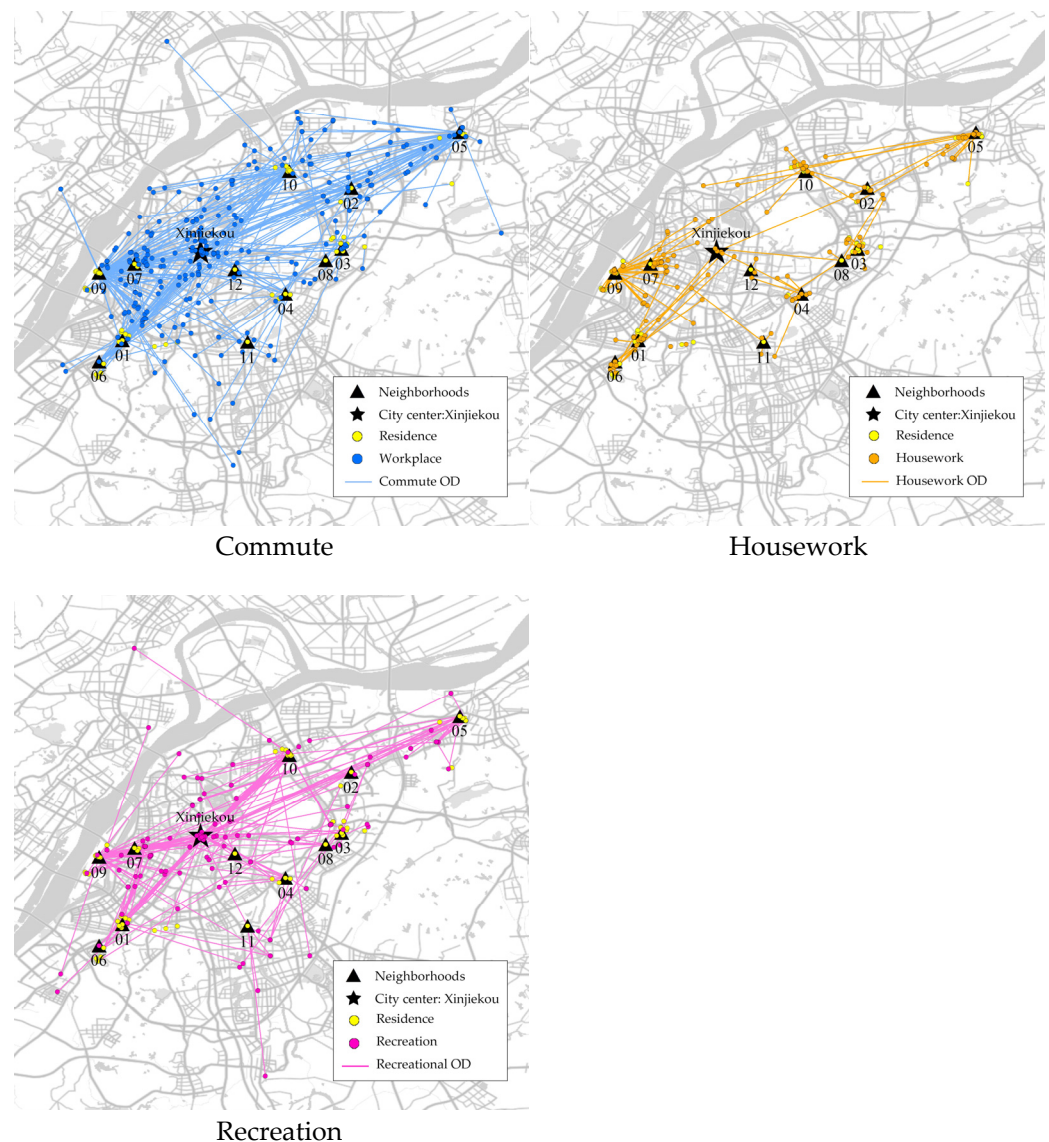 05
10
02
Xinjiekou
03
08
07
09
12
04
01
11
06
Neighborhoods
City center:Xinjiekou
Residence
Workplace
Commute OD
Commute
05
10
02
Xinjiekou
03
08
07
09
12
04
01
11
06
Neighborhoods
City center:Xinjiekou
Residence
Housework
Housework OD
Housework
05
10
02
Xinjiekou
03
08
07
09
12
04
01
11
06
Neighborhoods
City center: Xinjiekou
Residence
Recreational
Recreational OD
Recreation